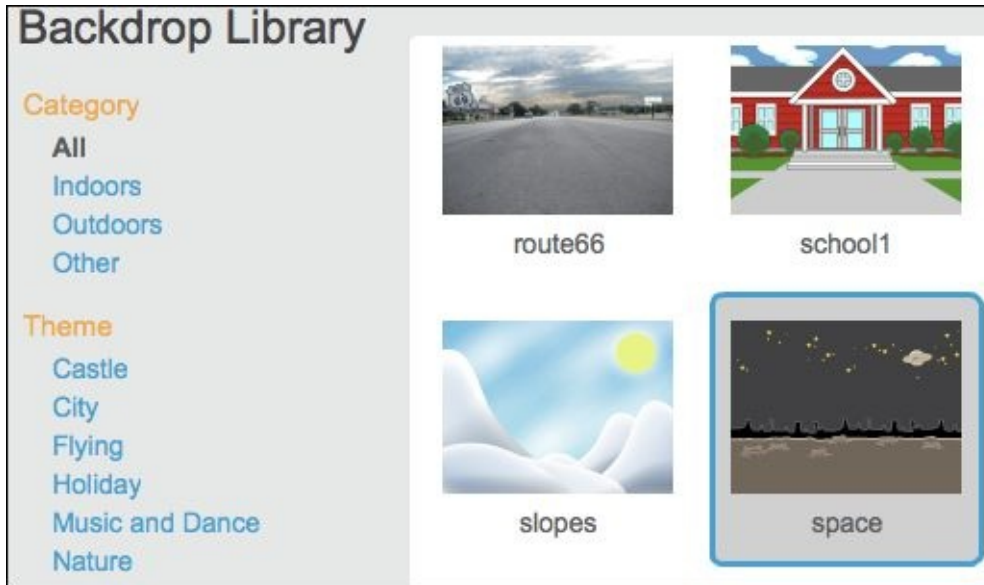 Backdrop Library
Category
All
Indoors
Outdoors
Other
Theme
Castle
City
Flying
Holiday
Music and Dance
Nature
route66
school1
slopes
space